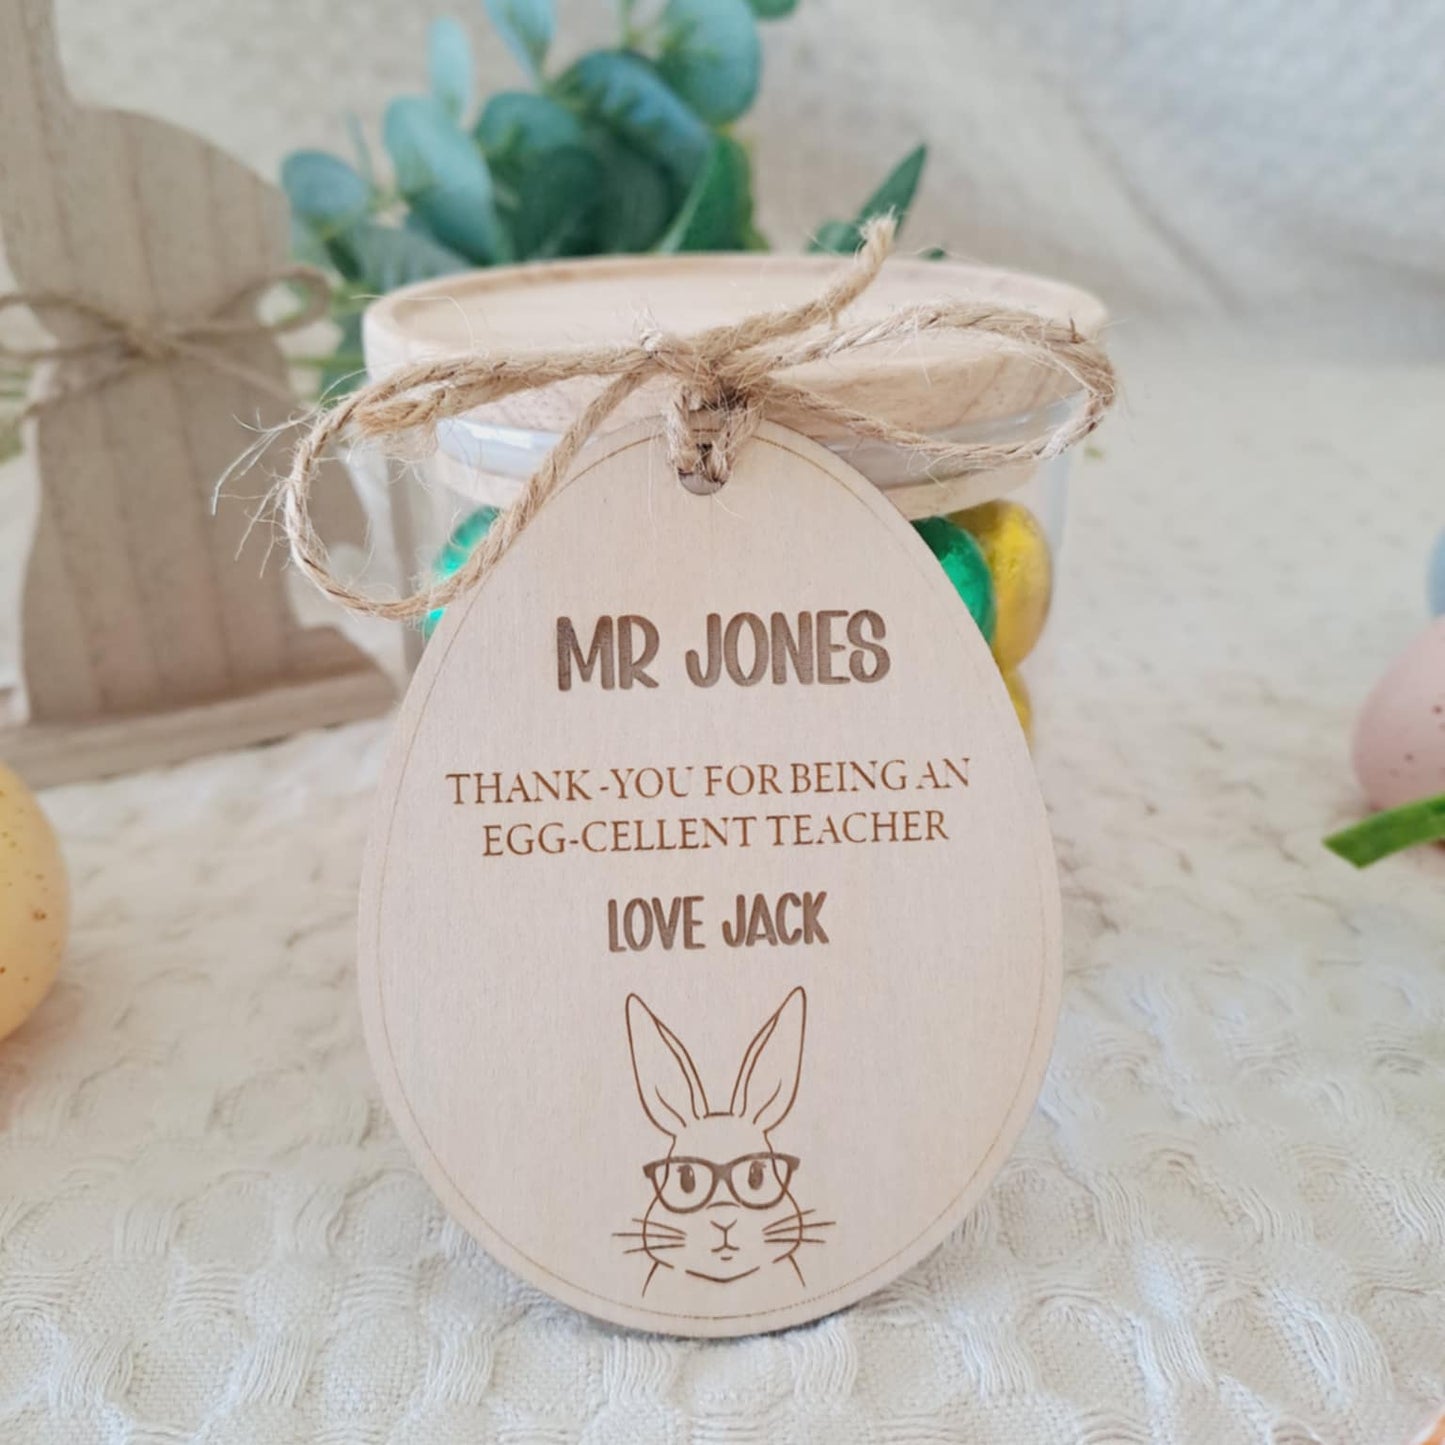 MR JONES
THANK-YOU FOR BEING AN
EGG-CELLENT TEACHER
LOVE JACK